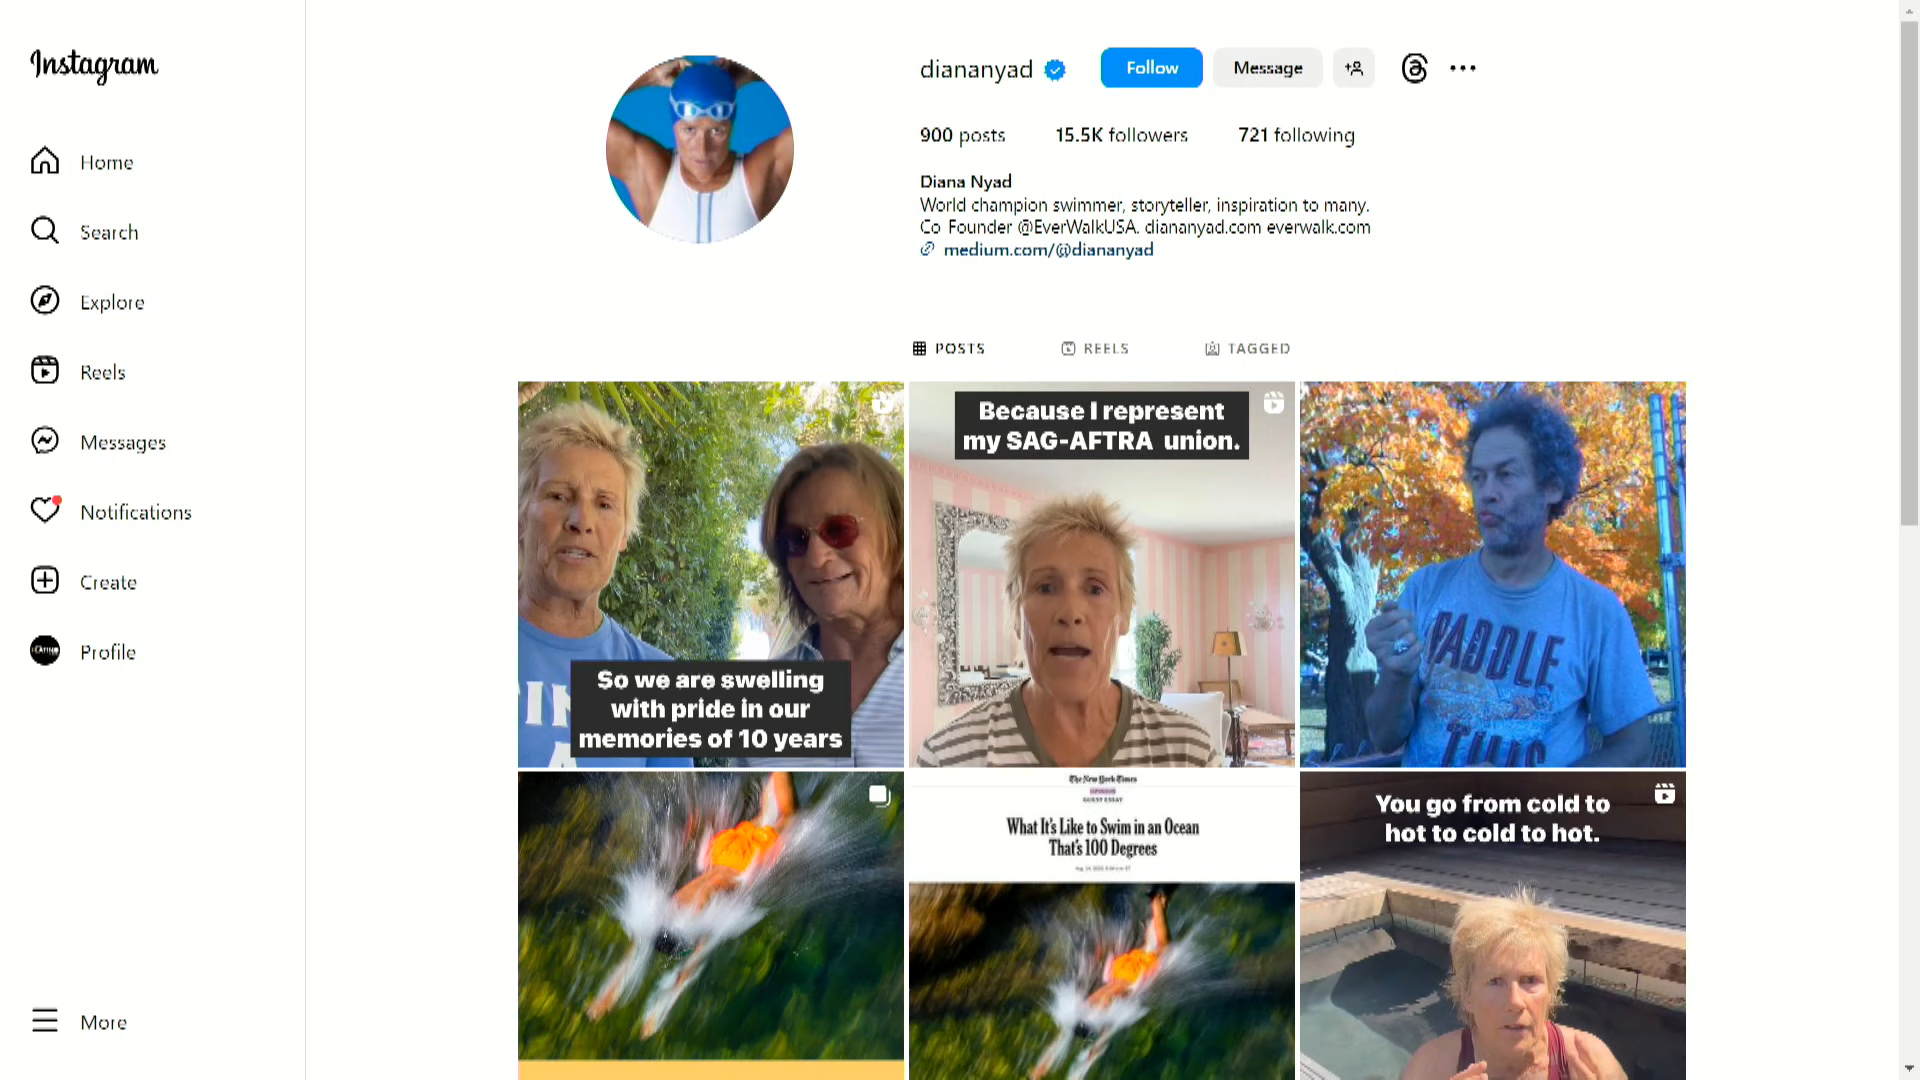 Instagram
Home
Search
Explore
Reels
Messages
Notifications
Create
Profile
More
diananyad
Follow
Message
900 posts
15.5K followers
721 following
Diana Nyad
World champion swimmer, storyteller, inspiration to many.
Co Founder @EverWalkUSA. diananyad.com everwalk.com
medium.com/@diananyad
POSTS
REELS
TAGGED
So we are swelling
with pride in our
memories of 10 years
Because I represent
my SAG-AFTRA union.
PADDLE
THIS
The New York Times
OPINION
GUEST ESSAY
What It's Like to Swim in an Ocean
That's 100 Degrees
You go from cold to
hot to cold to hot.